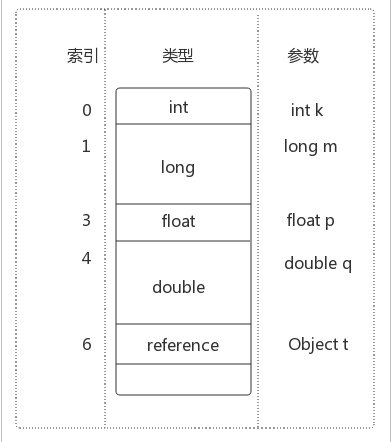 索引 类型 参数
0 int int k
1 long long m
3 float float p
4 double double q
6 reference Object t